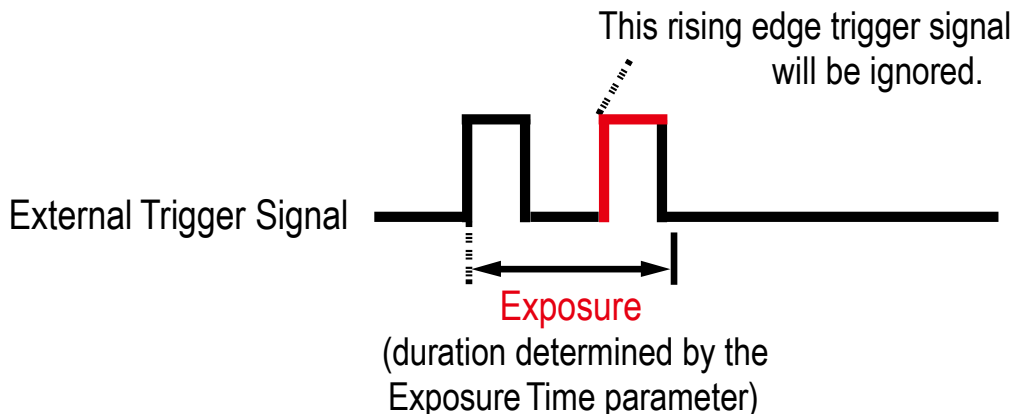 This rising edge trigger signal
will be ignored.
External Trigger Signal
Exposure
(duration determined by the
Exposure Time parameter)